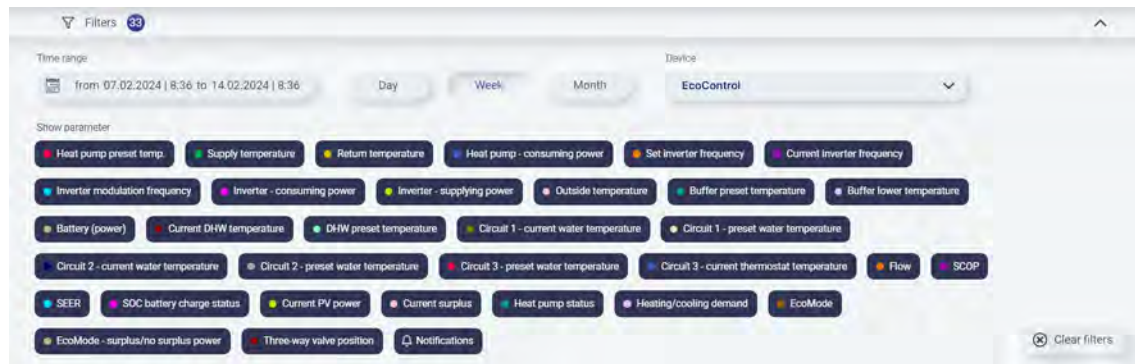 Filters 33
Time range Device
from 07.02.2024 | 8:36 to 14.02.2024 | 8:36 Day Week Month EcoControl
Show parameter
Heat pump preset temp. Supply temperature Return temperature Heat pump - consuming power Set inverter frequency Current inverter frequency
Inverter modulation frequency Inverter - consuming power Inverter - supplying power Outside temperature Buffer preset temperature Buffer lower temperature
Battery (power) Current DHW temperature DHW preset temperature Circuit 1 - current water temperature Circuit 1 - preset water temperature
Circuit 2 - current water temperature Circuit 2 - preset water temperature Circuit 3 - preset water temperature Circuit 3 - current thermostat temperature Flow SCOP
SEER SOC battery charge status Current PV power Current surplus Heat pump status Heating/cooling demand EcoMode
EcoMode - surplus/no surplus power Three-way valve position Notifications Clear filters